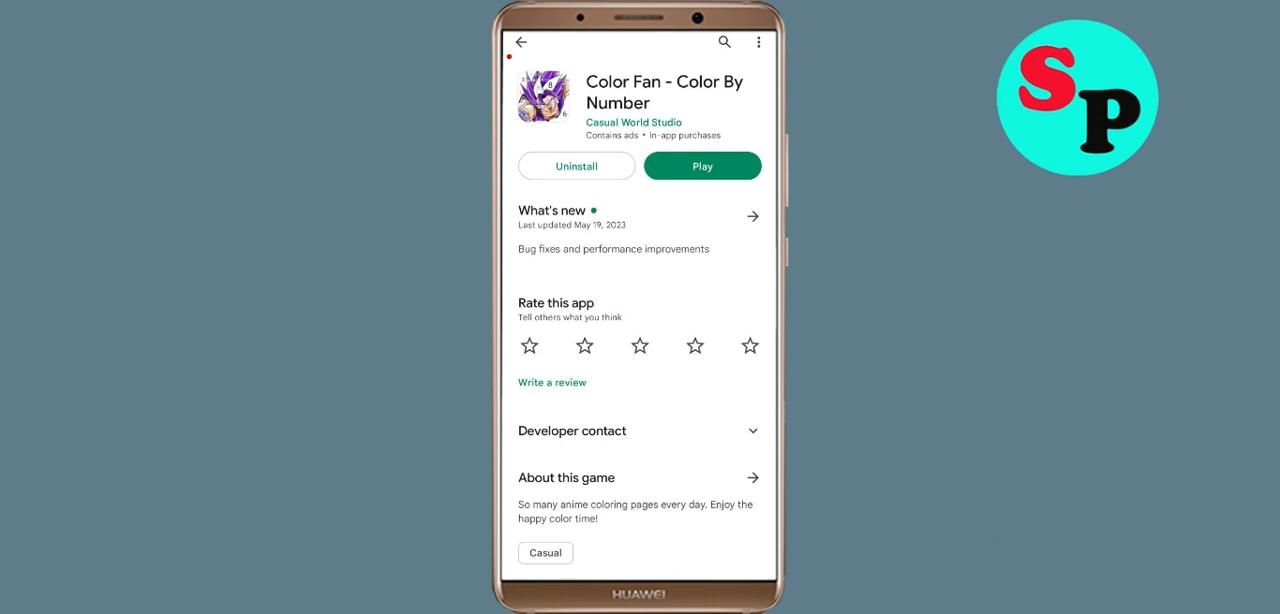 Color Fan - Color By
Number
Casual World Studio
Contains ads • In-app purchases
Uninstall
Play
What's new
Last updated May 19, 2023
Bug fixes and performance improvements
Rate this app
Tell others what you think
Write a review
Developer contact
About this game
So many anime coloring pages every day. Enjoy the
happy color time!
Casual
HUAWEI
SP